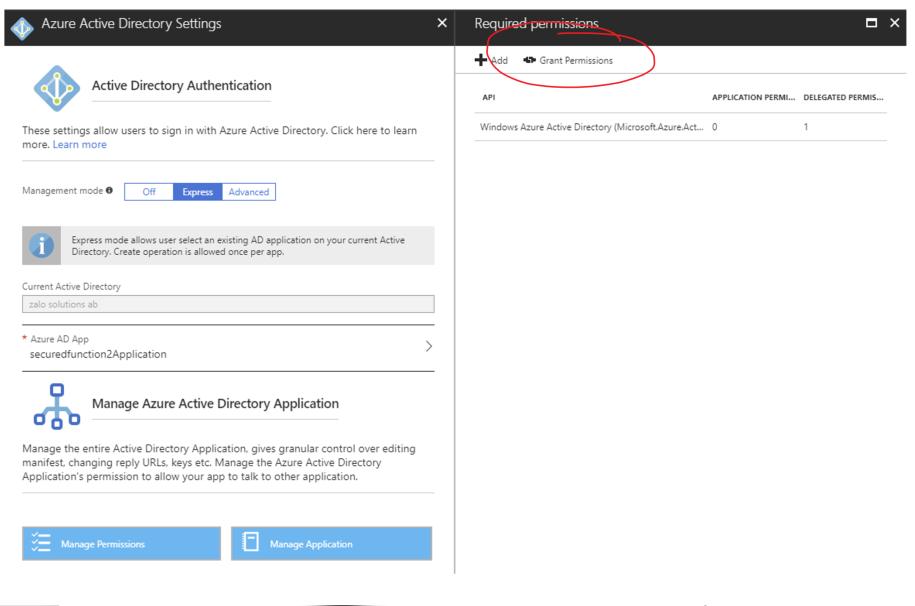 Azure Active Directory Settings
Active Directory Authentication
These settings allow users to sign in with Azure Active Directory. Click here to learn
more. Learn more
Management mode
Off Express Advanced
Express mode allows user select an existing AD application on your current Active
Directory. Create operation is allowed once per app.
Current Active Directory
zalo solutions ab
* Azure AD App
securedfunction2Application
Manage Azure Active Directory Application
Manage the entire Active Directory Application, gives granular control over editing
manifest, changing reply URLs, keys etc. Manage the Azure Active Directory
Application's permission to allow your app to talk to other application.
Manage Permissions Manage Application
Required permissions
Add Grant Permissions
API APPLICATION PERMI... DELEGATED PERMIS...
Windows Azure Active Directory (Microsoft.Azure.Act... 0 1